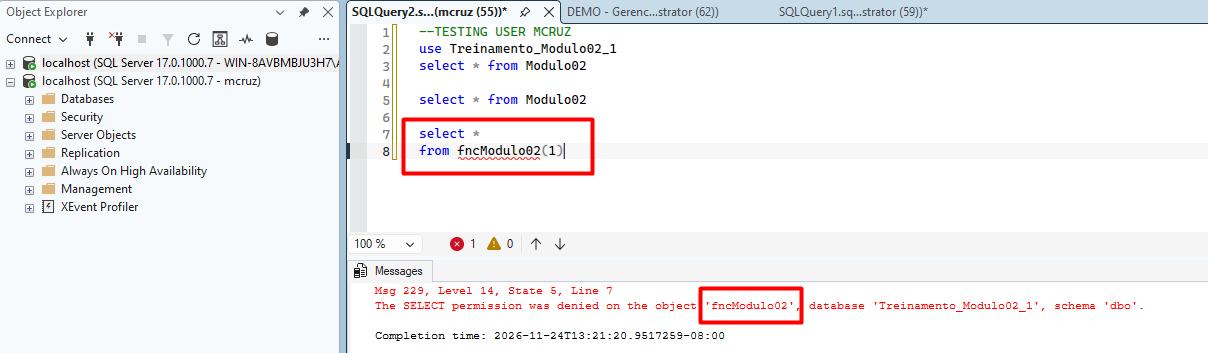 Object Explorer
Connect
localhost (SQL Server 17.0.1000.7 - WIN-8AVBMBJU3H7\A
localhost (SQL Server 17.0.1000.7 - mcruz)
Databases
Security
Server Objects
Replication
Always On High Availability
Management
XEvent Profiler
SQLQuery2.s...(mcruz (55))*
DEMO - Gerenc...strator (62))
SQLQuery1.sq...strator (59))*
1 --TESTING USER MCRUZ
2 use Treinamento_Modulo02_1
3 select * from Modulo02
4
5 select * from Modulo02
6
7 select *
8 from fncModulo02(1)
100 % 1 0
Messages
Msg 229, Level 14, State 5, Line 7
The SELECT permission was denied on the object 'fncModulo02', database 'Treinamento_Modulo02_1', schema 'dbo'.
Completion time: 2026-11-24T13:21:20.9517259-08:00